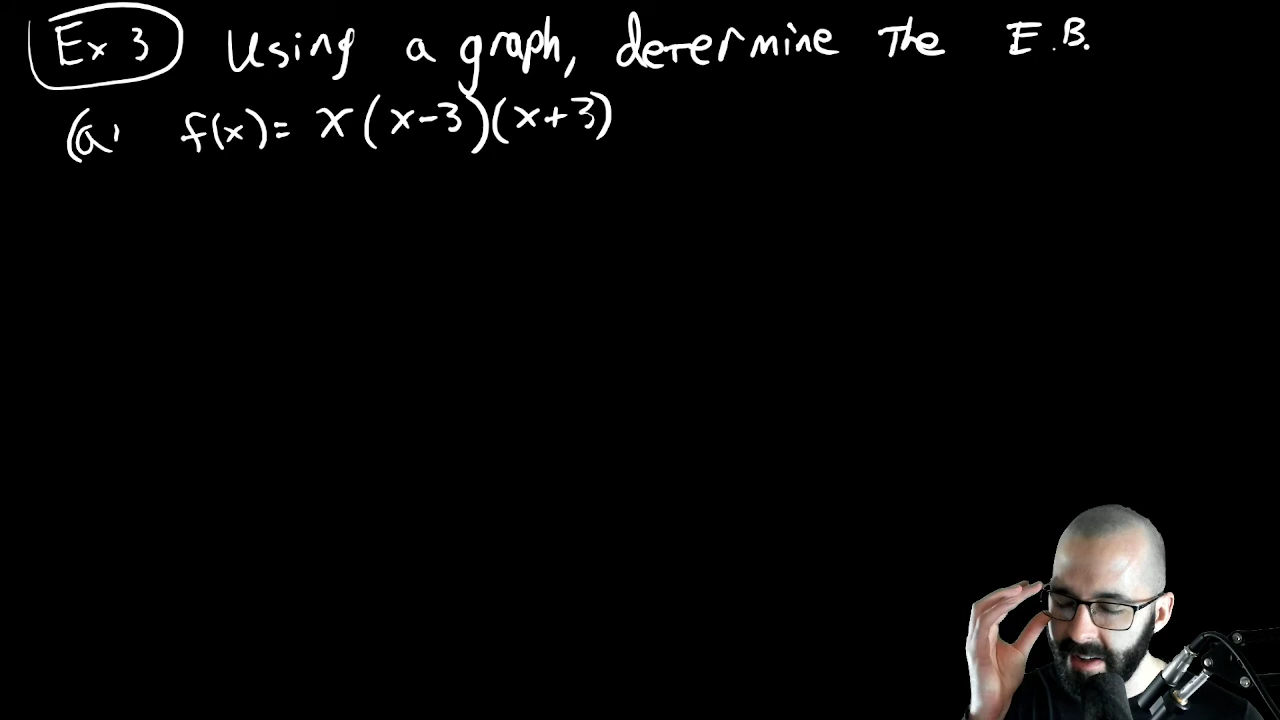 Ex 3 Using a graph, determine the E.B.
(a) f(x)= x(x-3)(x+3)